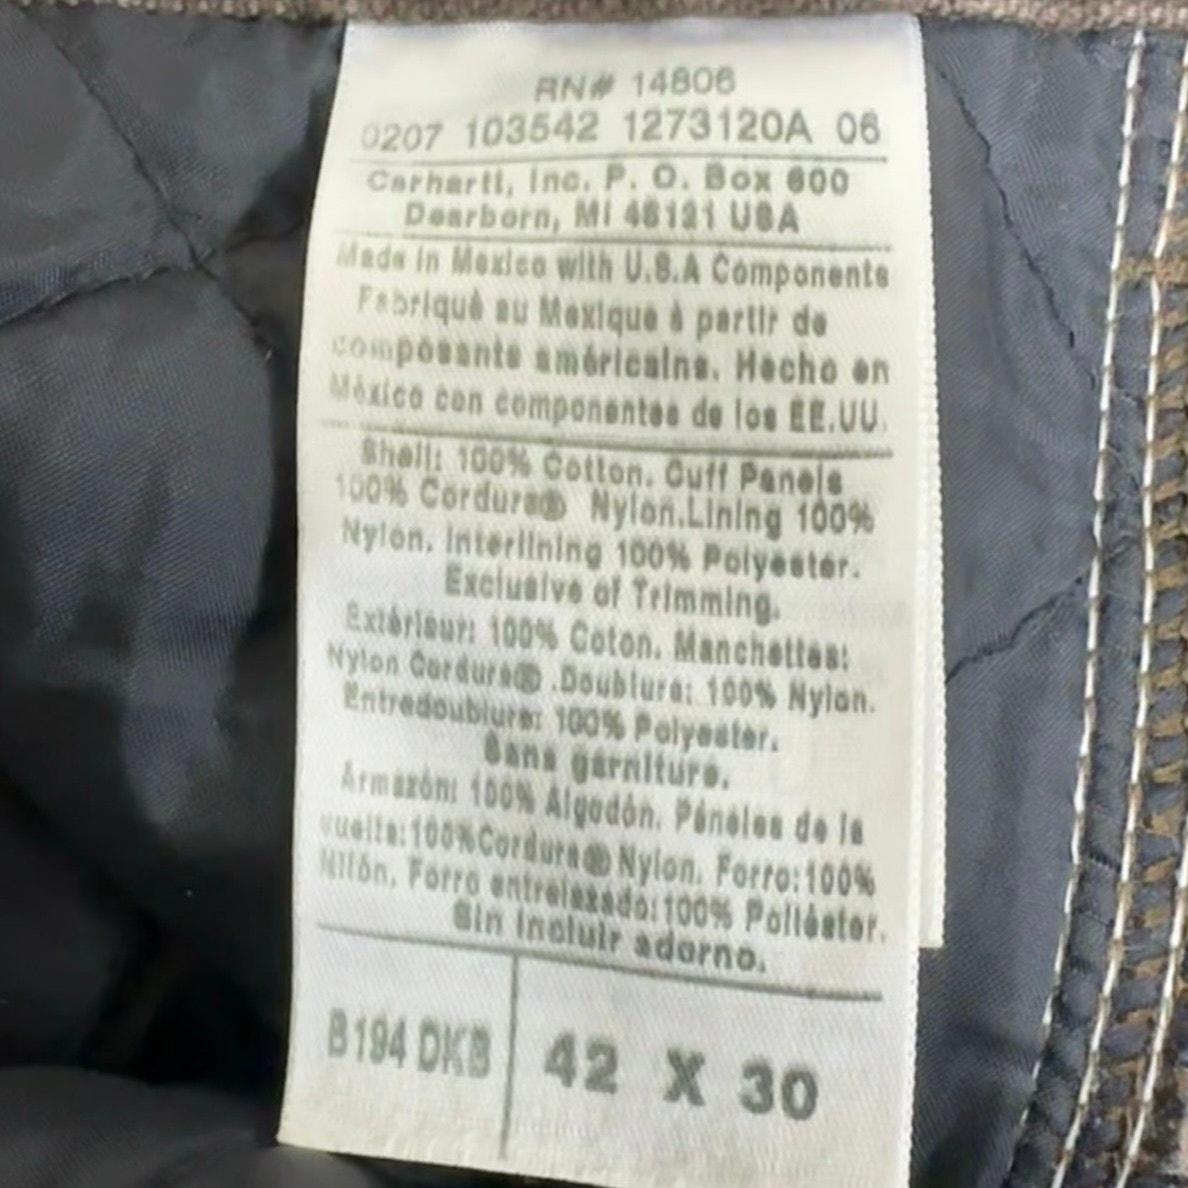 RN# 14806
0207 103542 1273120A 06
Carhartt, Inc. P. O. Box 600
Dearborn, MI 48121 USA
Made in Mexico with U.S.A Components
Fabriqué au Mexique à partir de
composants américains. Hecho en
México con componentes de los EE.UU.
Shell: 100% Cotton. Cuff Panels
100% Cordura® Nylon.Lining 100%
Nylon. Interlining 100% Polyester.
Exclusive of Trimming.
Extérieur: 100% Coton. Manchettes:
Nylon Cordura® .Doublure: 100% Nylon.
Entredoublure: 100% Polyester.
Sans garniture.
Armazón: 100% Algodón. Páneles de la
vuelta:100%Cordura® Nylon. Forro:100%
Nilón. Forro entrelazado:100% Poliéster.
Sin incluir adorno.
B194 DKB
42 X 30